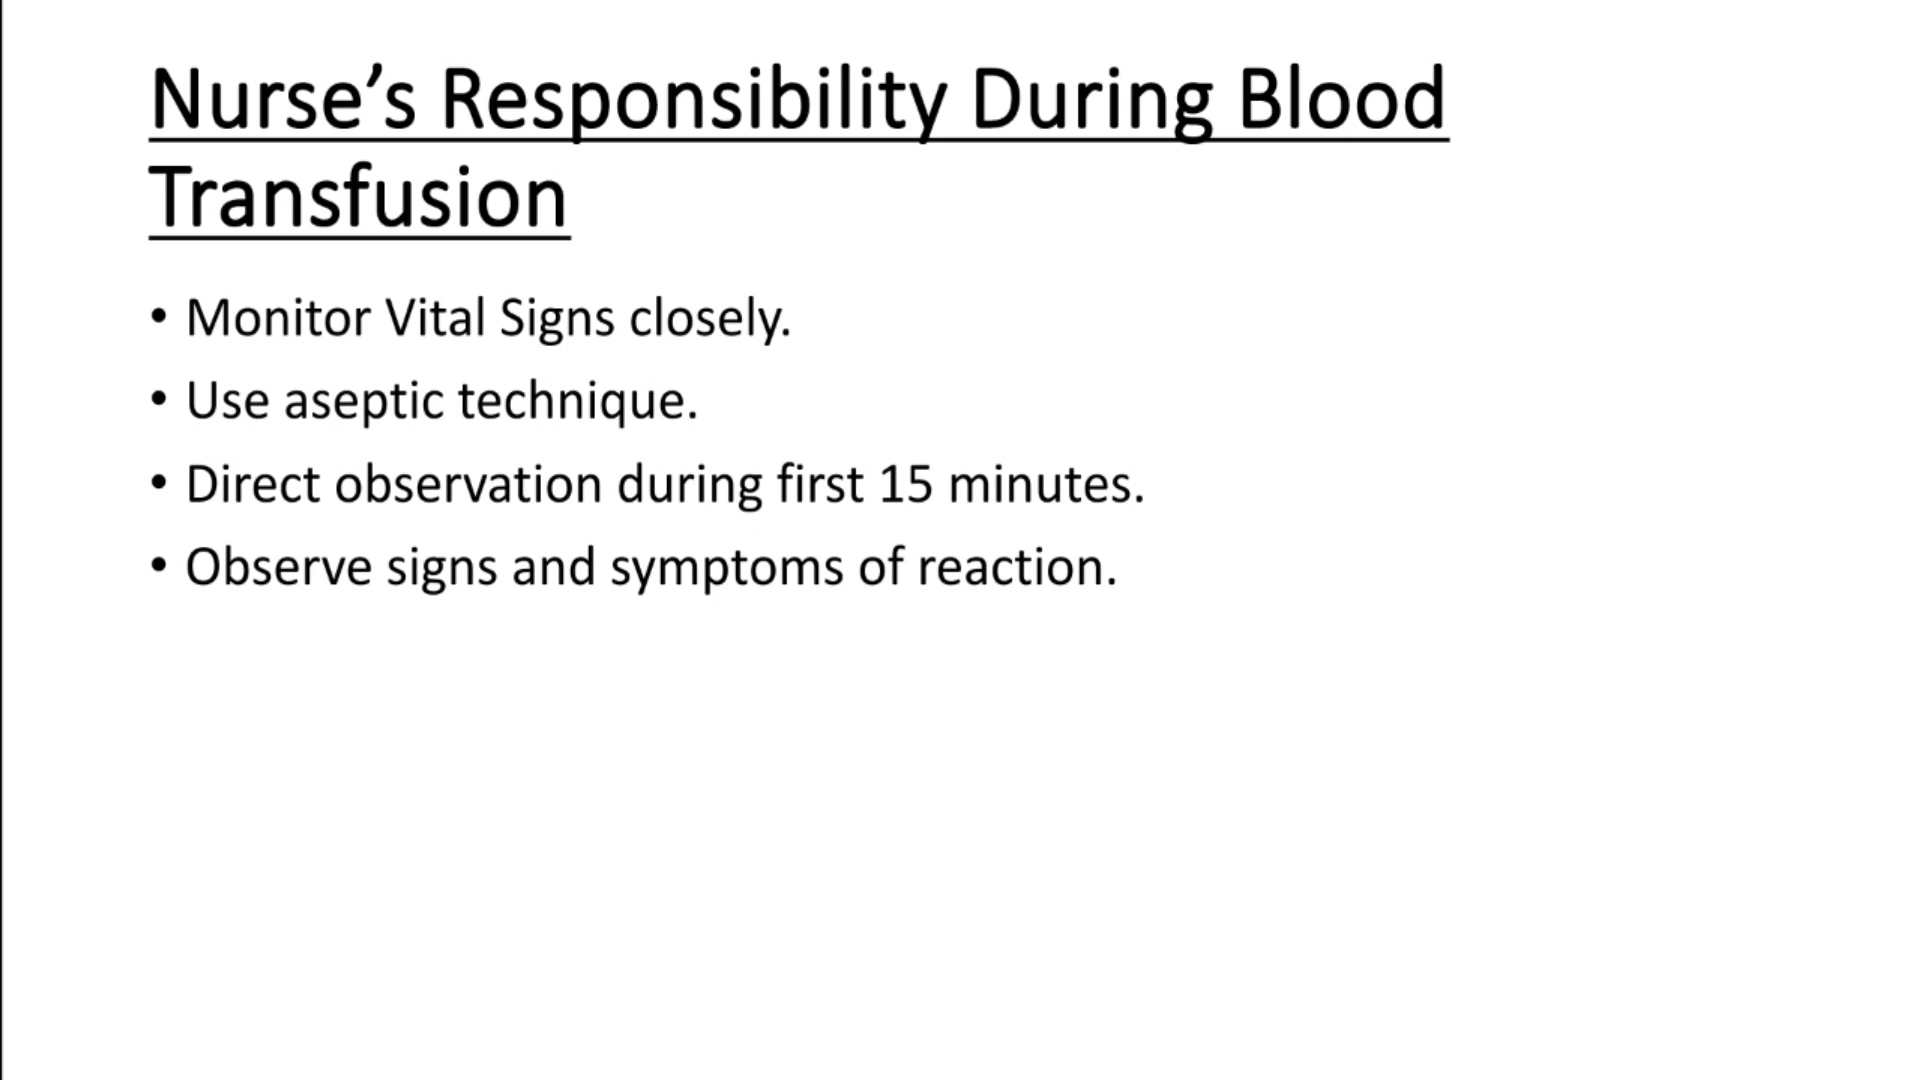 Nurse’s Responsibility During Blood
Transfusion
• Monitor Vital Signs closely.
• Use aseptic technique.
• Direct observation during first 15 minutes.
• Observe signs and symptoms of reaction.